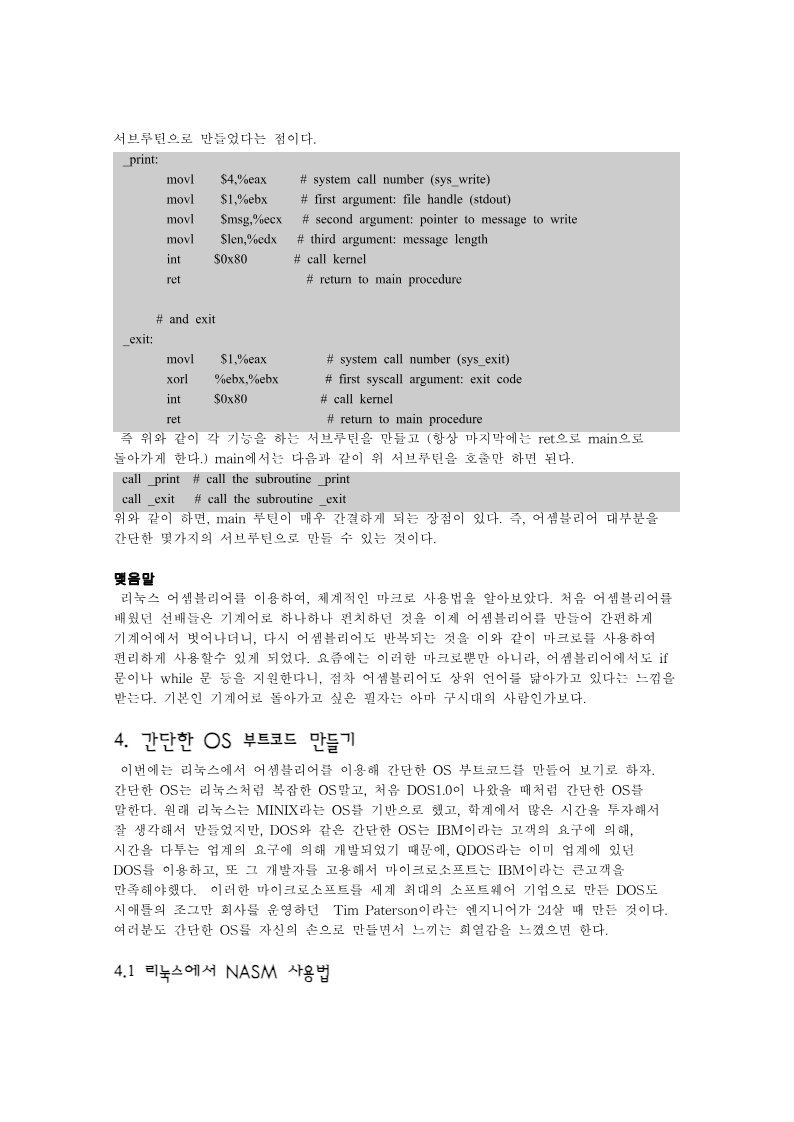 서브루틴으로 만들었다는 점이다.
_print:
movl $4,%eax # system call number (sys_write)
movl $1,%ebx # first argument: file handle (stdout)
movl $msg,%ecx # second argument: pointer to message to write
movl $len,%edx # third argument: message length
int $0x80 # call kernel
ret # return to main procedure
# and exit
_exit:
movl $1,%eax # system call number (sys_exit)
xorl %ebx,%ebx # first syscall argument: exit code
int $0x80 # call kernel
ret # return to main procedure
즉 위와 같이 각 기능을 하는 서브루틴을 만들고 (항상 마지막에는 ret으로 main으로
돌아가게 한다.) main에서는 다음과 같이 위 서브루틴을 호출만 하면 된다.
call _print # call the subroutine _print
call _exit # call the subroutine _exit
위와 같이 하면, main 루틴이 매우 간결하게 되는 장점이 있다. 즉, 어셈블리어 대부분을
간단한 몇가지의 서브루틴으로 만들 수 있는 것이다.
맺음말
리눅스 어셈블리어를 이용하여, 체계적인 마크로 사용법을 알아보았다. 처음 어셈블리어를
배웠던 선배들은 기계어로 하나하나 펀치하던 것을 이제 어셈블리어를 만들어 간편하게
기계어에서 벗어나더니, 다시 어셈블리어도 반복되는 것을 이와 같이 마크로를 사용하여
편리하게 사용할수 있게 되었다. 요즘에는 이러한 마크로뿐만 아니라, 어셈블리어에서도 if
문이나 while 문 등을 지원한다니, 점차 어셈블리어도 상위 언어를 닮아가고 있다는 느낌을
받는다. 기본인 기계어로 돌아가고 싶은 필자는 아마 구시대의 사람인가보다.
4. 간단한 OS 부트코드 만들기
이번에는 리눅스에서 어셈블리어를 이용해 간단한 OS 부트코드를 만들어 보기로 하자.
간단한 OS는 리눅스처럼 복잡한 OS말고, 처음 DOS1.0이 나왔을 때처럼 간단한 OS를
말한다. 원래 리눅스는 MINIX라는 OS를 기반으로 했고, 학계에서 많은 시간을 투자해서
잘 생각해서 만들었지만, DOS와 같은 간단한 OS는 IBM이라는 고객의 요구에 의해,
시간을 다투는 업계의 요구에 의해 개발되었기 때문에, QDOS라는 이미 업계에 있던
DOS를 이용하고, 또 그 개발자를 고용해서 마이크로소프트는 IBM이라는 큰고객을
만족해야했다. 이러한 마이크로소프트를 세계 최대의 소프트웨어 기업으로 만든 DOS도
시애틀의 조그만 회사를 운영하던 Tim Paterson이라는 엔지니어가 24살 때 만든 것이다.
여러분도 간단한 OS를 자신의 손으로 만들면서 느끼는 희열감을 느꼈으면 한다.
4.1 리눅스에서 NASM 사용법